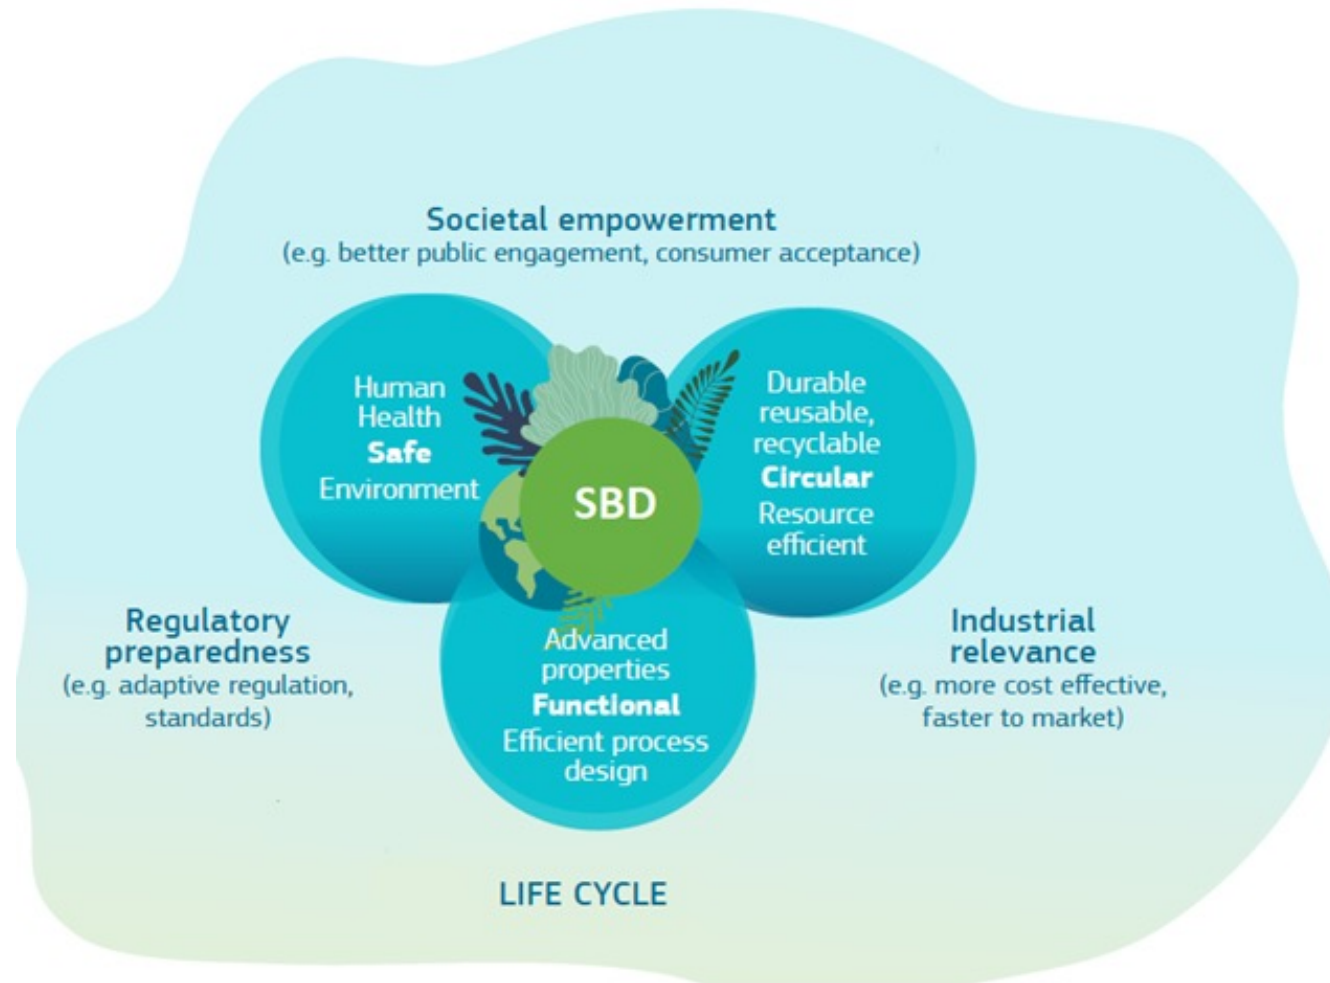 Societal empowerment
(e.g. better public engagement, consumer acceptance)
Human
Health
Safe
Environment
SBD
Durable
reusable,
recyclable
Circular
Resource
efficient
Regulatory
preparedness
(e.g. adaptive regulation,
standards)
Advanced
properties
Functional
Efficient process
design
Industrial
relevance
(e.g. more cost effective,
faster to market)
LIFE CYCLE